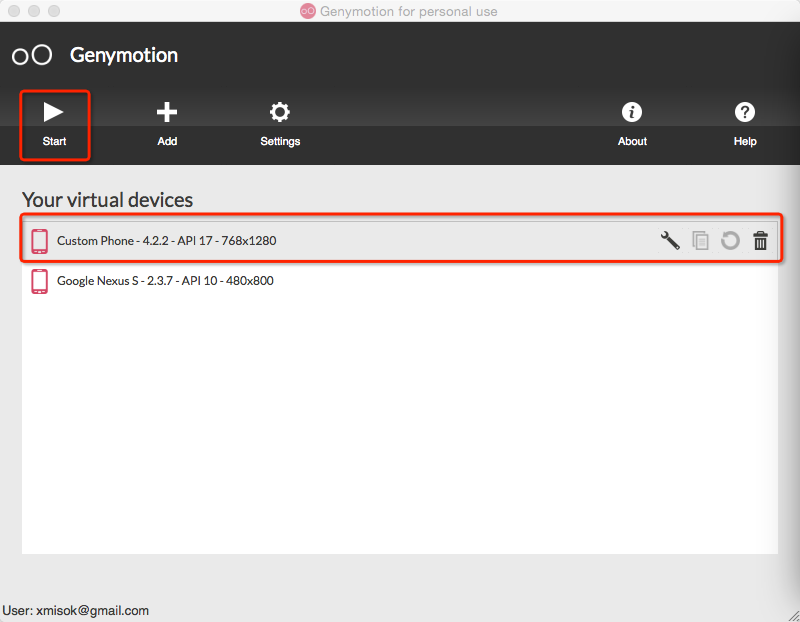 Genymotion for personal use
Genymotion
Start
Add
Settings
About
Help
Your virtual devices
Custom Phone - 4.2.2 - API 17 - 768x1280
Google Nexus S - 2.3.7 - API 10 - 480x800
User: xmisok@gmail.com